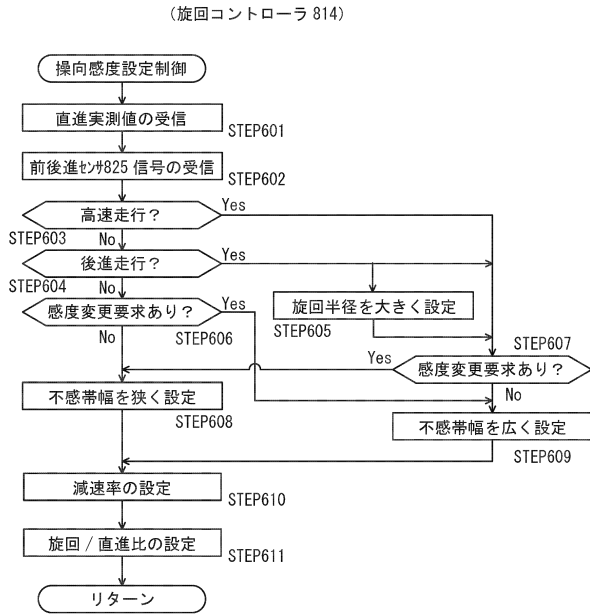 (旋回コントローラ 814)
操向感度設定制御
直進実測値の受信
STEP601
前後進ｾﾝｻ825 信号の受信
STEP602
高速走行？
Yes
STEP603
No
後進走行？
Yes
STEP604
No
旋回半径を大きく設定
STEP605
感度変更要求あり？
Yes
STEP606
No
STEP607
感度変更要求あり？
Yes
No
不感帯幅を狭く設定
STEP608
不感帯幅を広く設定
STEP609
減速率の設定
STEP610
旋回 / 直進比の設定
STEP611
リターン